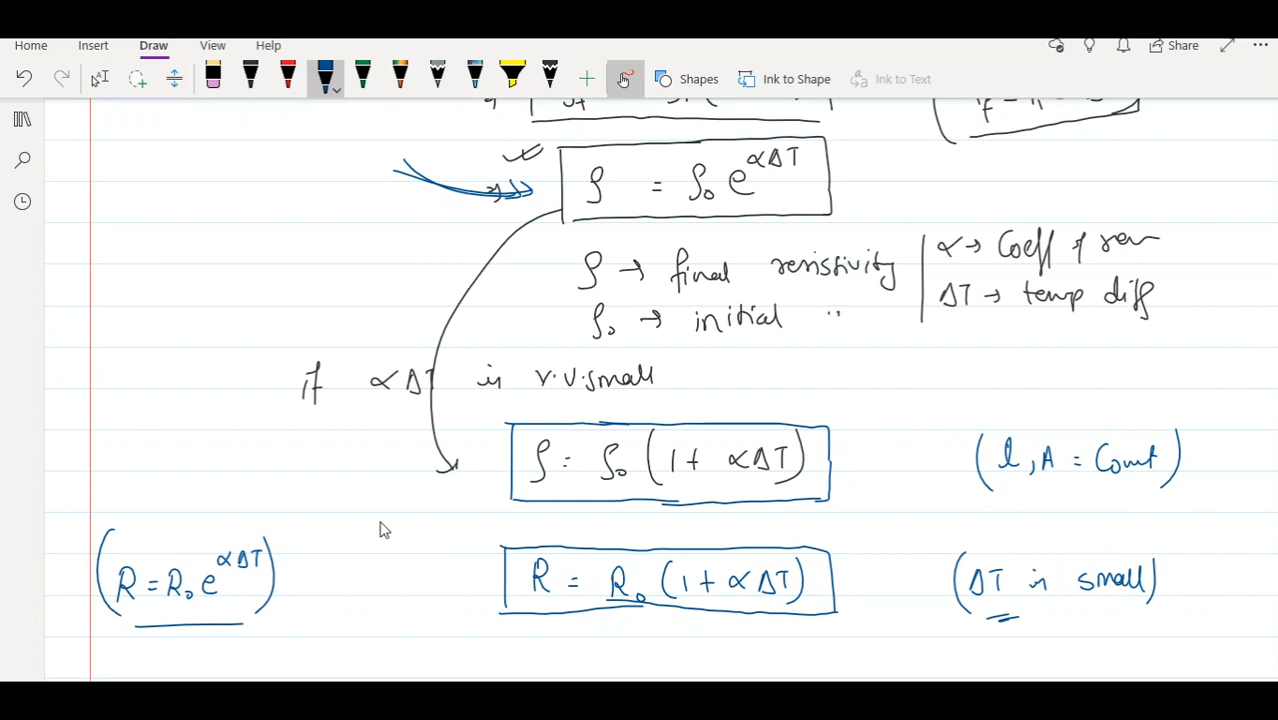 Home Insert Draw View Help
Share
Shapes Ink to Shape Ink to Text
ρ = ρ₀ e^αΔT
ρ → final resistivity
α → Coeff of
ρ₀ → initial ''
ΔT → temp diff
if αΔT is v.v.small
ρ = ρ₀ (1 + αΔT) (l, A = Const)
(R = R₀ e^αΔT) R = R₀ (1 + αΔT) (ΔT is small)